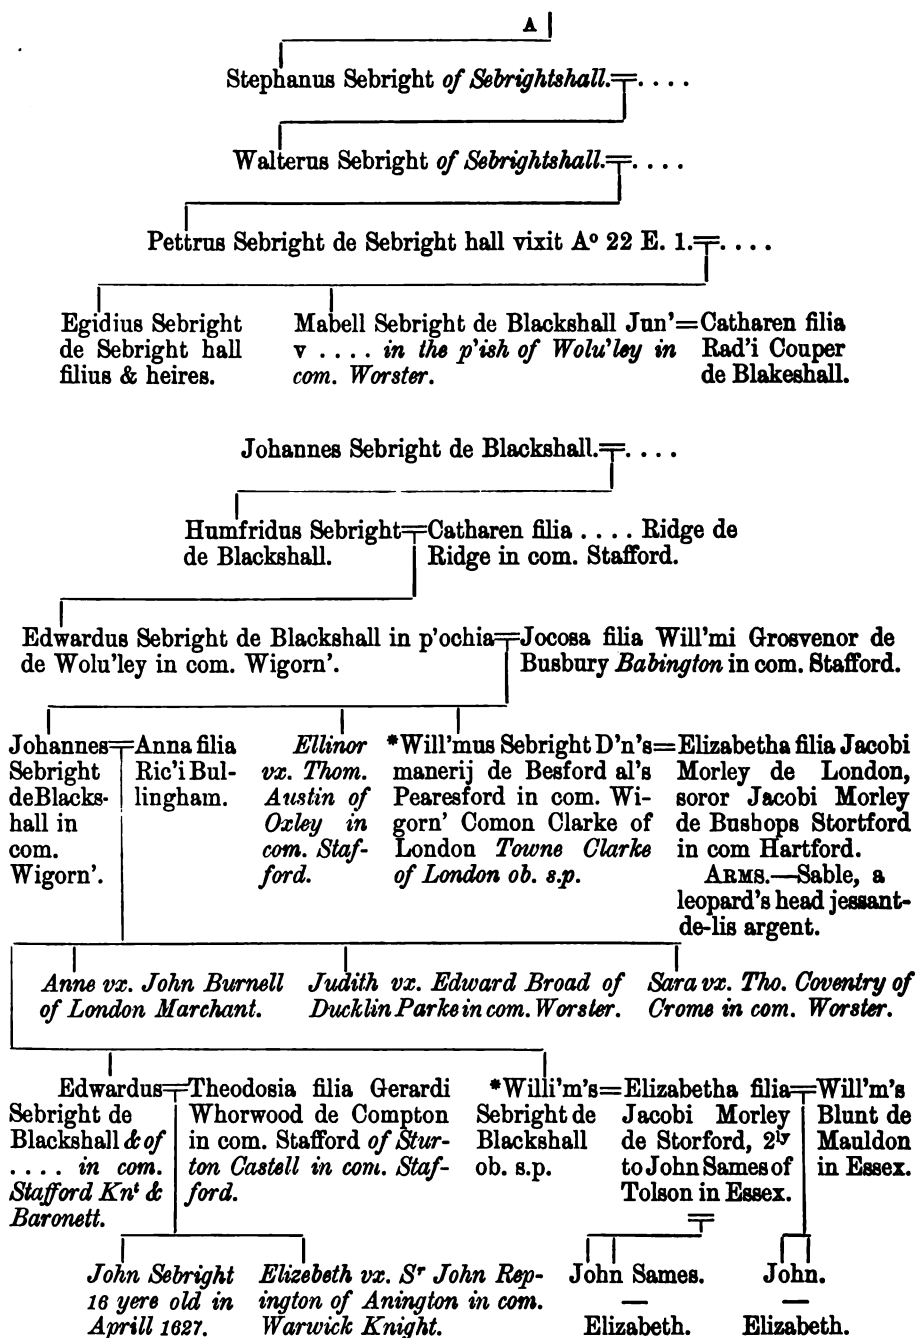 A
Stephanus Sebright of Sebrightshall.=. . . .
Walterus Sebright of Sebrightshall.=. . . .
Pettrus Sebright de Sebright hall vixit Aº 22 E. 1.=. . . .
Egidius Sebright
de Sebright hall
filius & heires.
Mabell Sebright de Blackshall Jun'=
v . . . . in the p'ish of Wolu'ley in
com. Worster.
Catharen filia
Rad'i Couper
de Blakeshall.
Johannes Sebright de Blackshall.=. . . .
Humfridus Sebright=
de Blackshall.
Catharen filia . . . . Ridge de
Ridge in com. Stafford.
Edwardus Sebright de Blackshall in p'ochia=
de Wolu'ley in com. Wigorn'.
Jocosa filia Will'mi Grosvenor de
Busbury Babington in com. Stafford.
Johannes=
Sebright
de Blacks-
hall in
com.
Wigorn'.
Anna filia
Ric'i Bul-
lingham.
Ellinor
vx. Thom.
Austin of
Oxley in
com. Staf-
ford.
*Will'mus Sebright D'n's=
manerij de Besford al's
Pearesford in com. Wi-
gorn' Comon Clarke of
London Towne Clarke
of London ob. s.p.
Elizabetha filia Jacobi
Morley de London,
soror Jacobi Morley
de Bushops Stortford
in com Hartford.
ARMS.—Sable, a
leopard's head jessant-
de-lis argent.
Anne vx. John Burnell
of London Marchant.
Judith vx. Edward Broad of
Ducklin Parke in com. Worster.
Sara vx. Tho. Coventry of
Crome in com. Worster.
Edwardus=
Sebright de
Blackshall & of
. . . . in com.
Stafford Knᵗ &
Baronett.
Theodosia filia Gerardi
Whorwood de Compton
in com. Stafford of Stur-
ton Castell in com. Staf-
ford.
*Willi'm's=
Sebright de
Blackshall
ob. s.p.
Elizabetha filia=
Jacobi Morley
de Storford, 2ˡʸ
to John Sames of
Tolson in Essex.
=
Will'm's
Blunt de
Mauldon
in Essex.
John Sebright
16 yere old in
Aprill 1627.
Elizebeth vx. Sʳ John Rep-
ington of Anington in com.
Warwick Knight.
John Sames.
—
Elizabeth.
John.
—
Elizabeth.